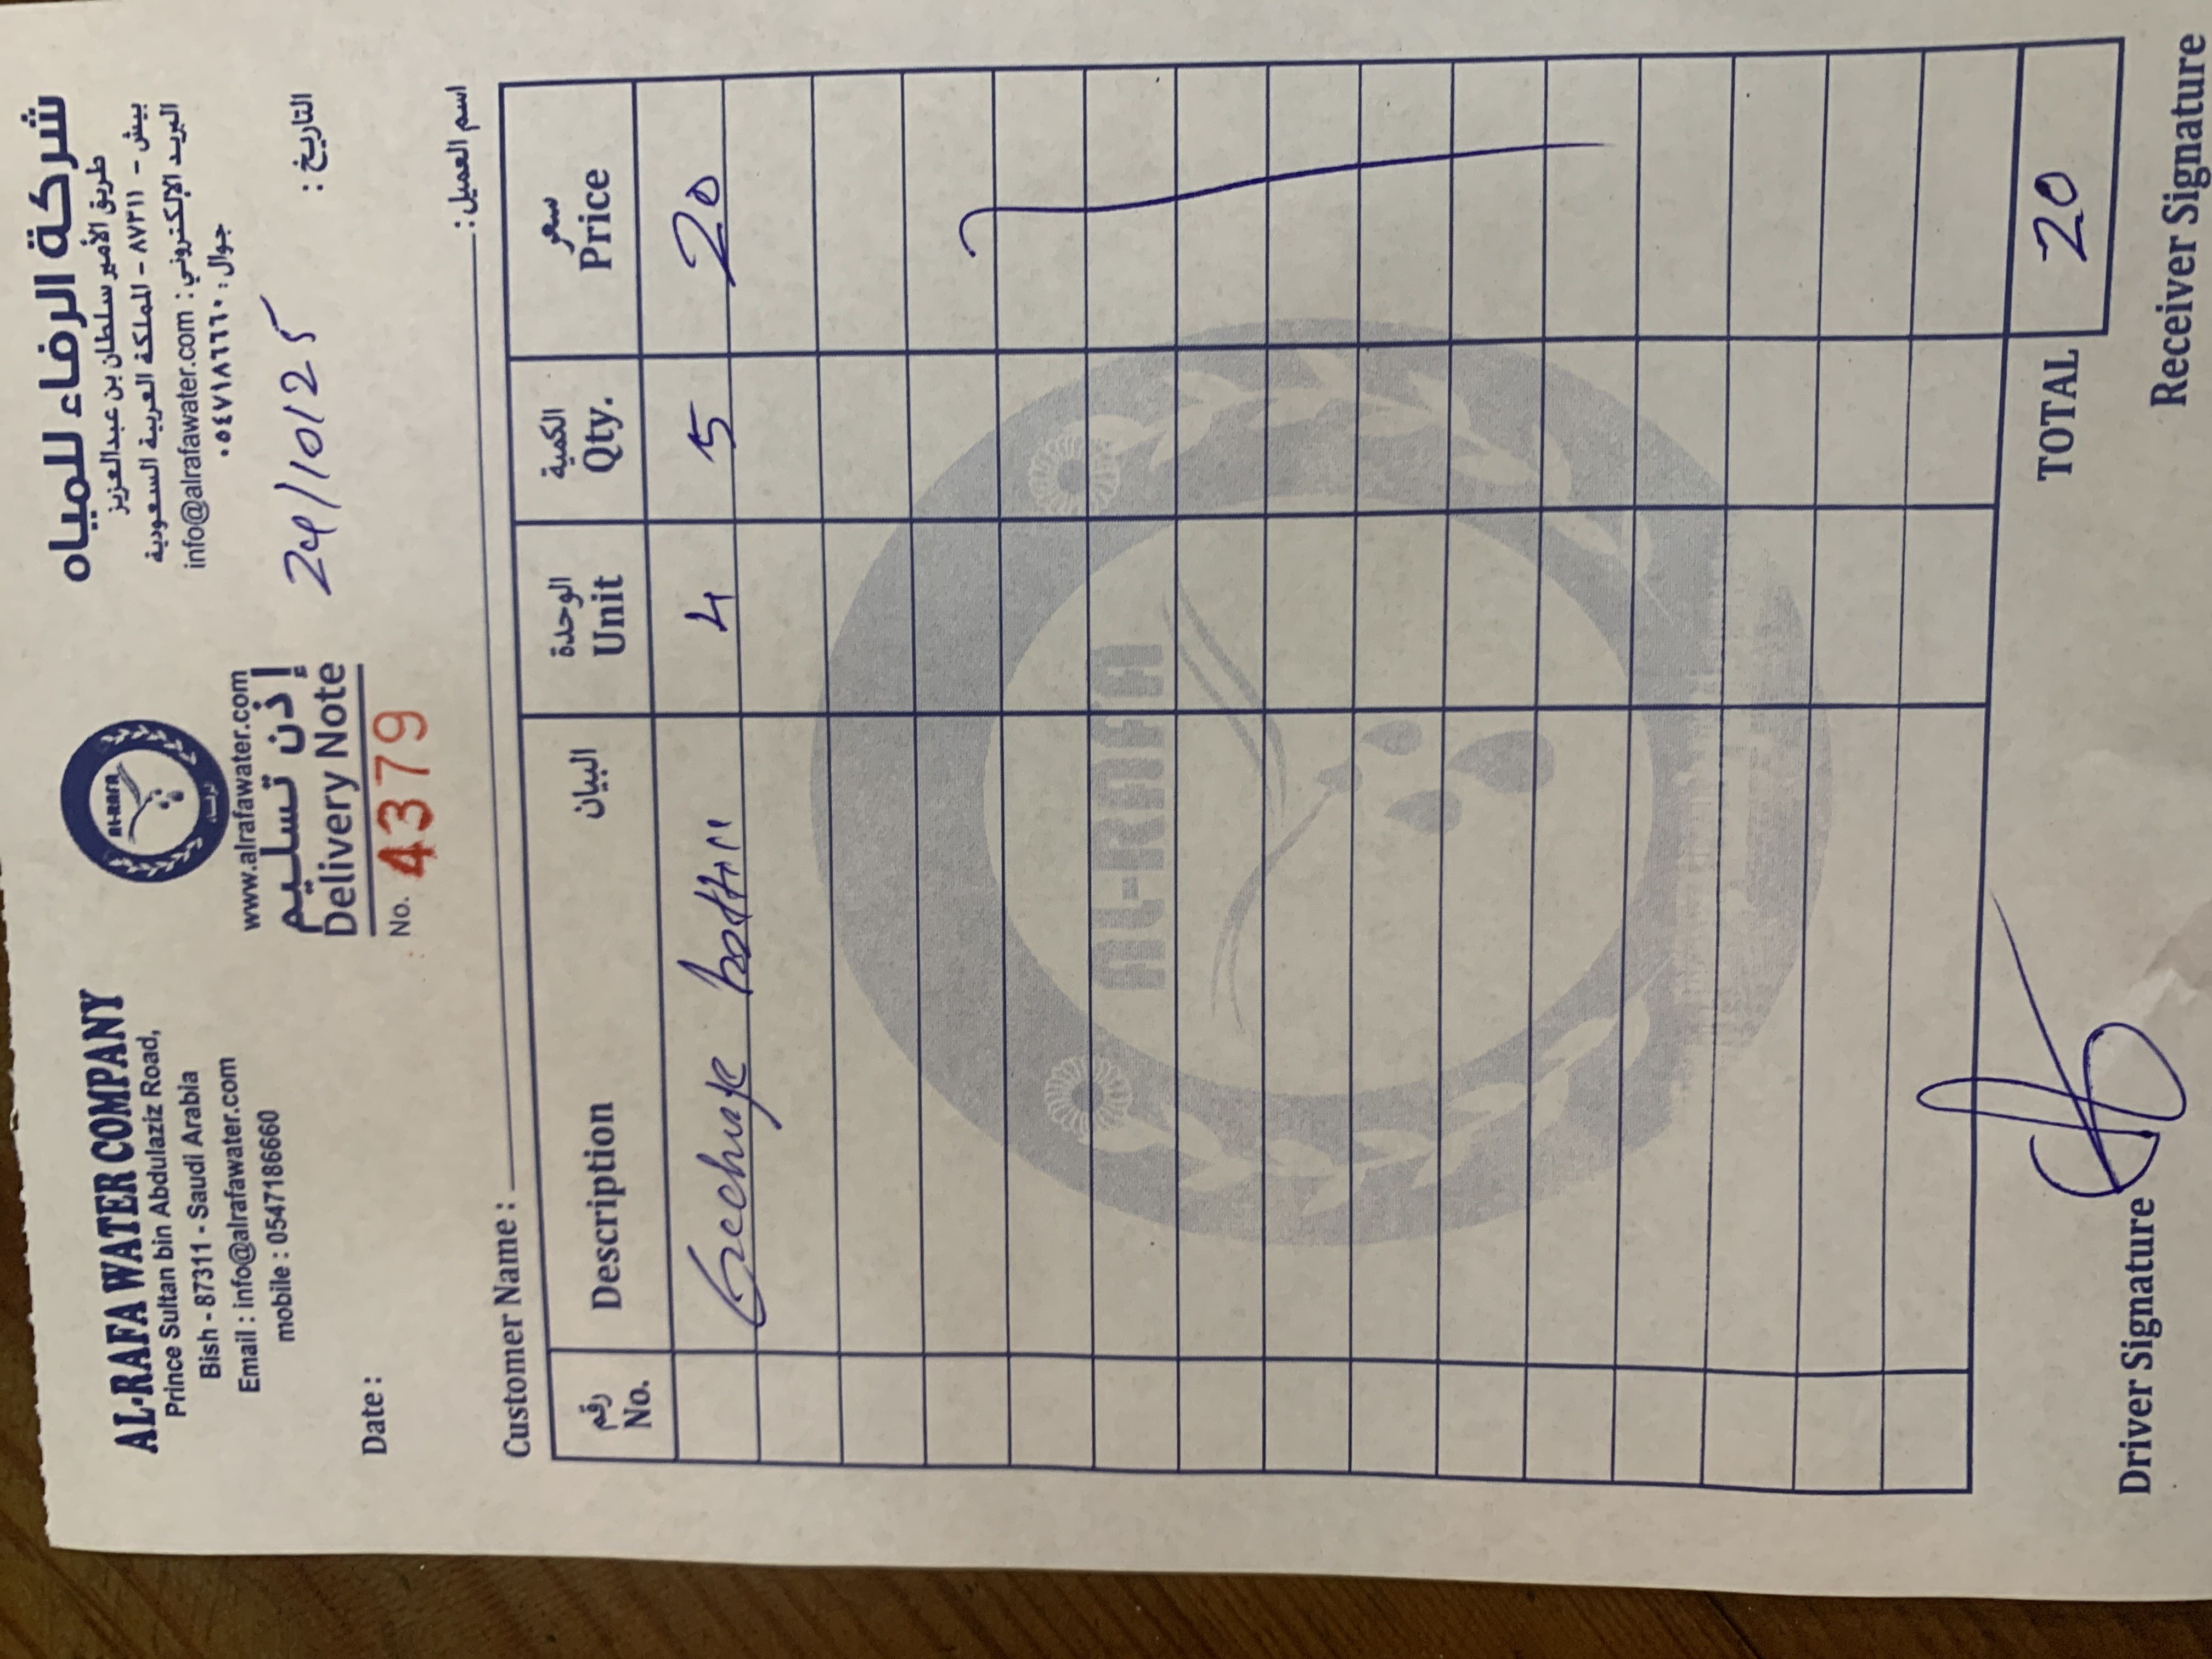 AL-RAFA WATER COMPANY
Prince Sultan bin Abdulaziz Road,
Bish - 87311 - Saudi Arabia
Email : info@alrafawater.com
mobile : 0547186660
AL-RAFA
الرفاء
www.alrafawater.com
شركة الرفاء للمياه
طريق الأمير سلطان بن عبدالعزيز
بيش - ٨٧٣١١ - المملكة العربية السعودية
البريد الإلكتروني : info@alrafawater.com
جوال : ٠٥٤٧١٨٦٦٦٠
إذن تسليم
Delivery Note
No. 4379
Date :
24/10/25 التاريخ :
Customer Name : اسم العميل :
رقم البيان الوحدة الكمية سعر
No. Description Unit Qty. Price
4 5 20
AL-RAFA
TOTAL 20
Driver Signature
Receiver Signature